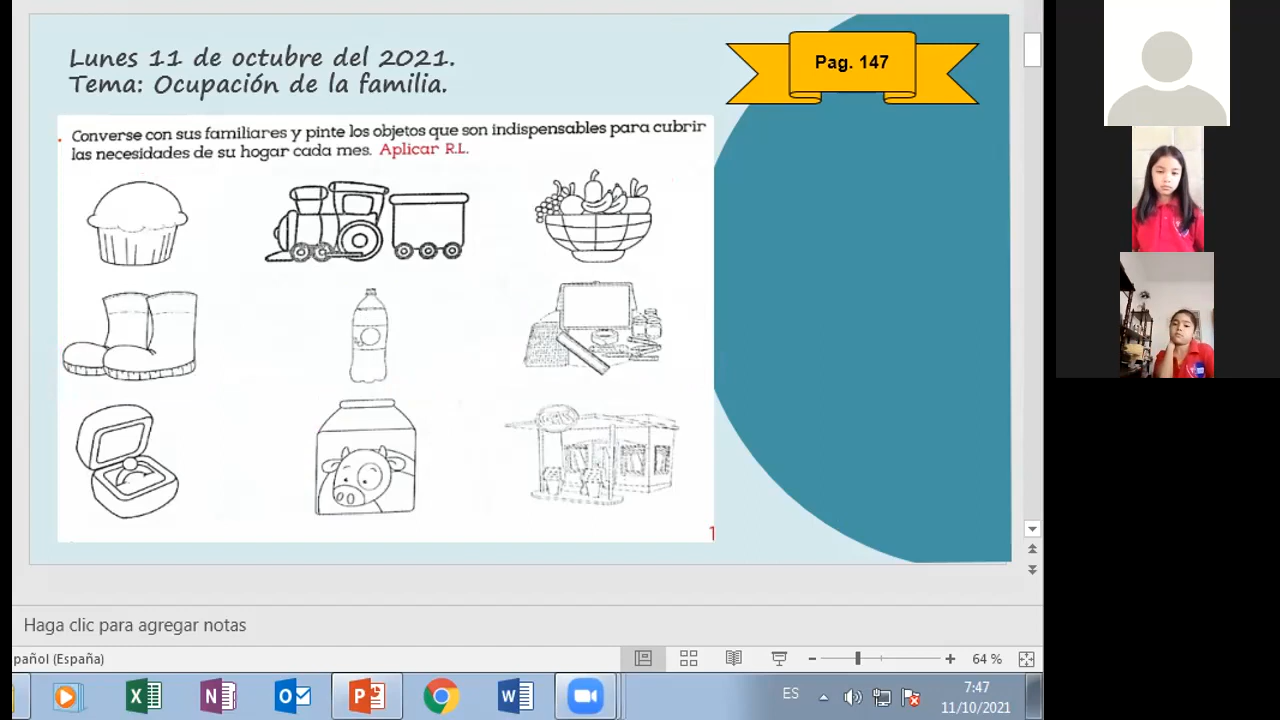 Lunes 11 de octubre del 2021.
Tema: Ocupación de la familia.
Pag. 147
Converse con sus familiares y pinte los objetos que son indispensables para cubrir
las necesidades de su hogar cada mes. Aplicar R.L.
1
Haga clic para agregar notas
pañol (España)
64 %
ES
7:47
11/10/2021